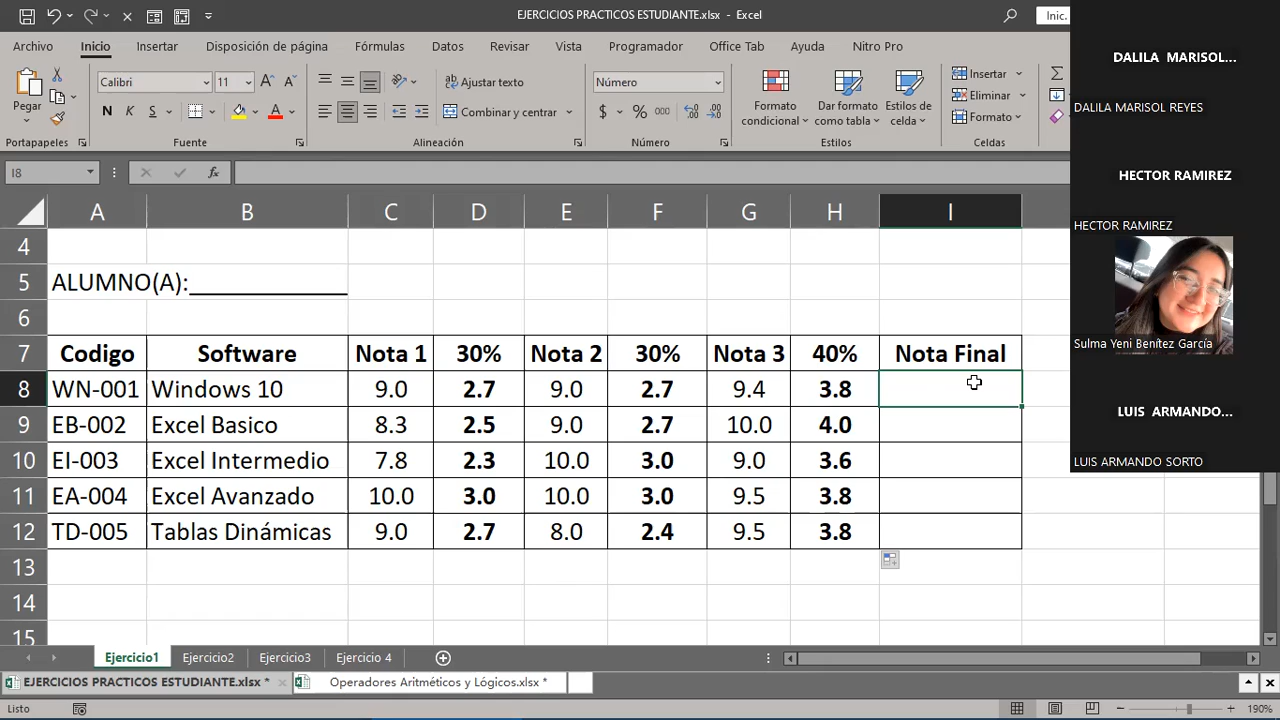 EJERCICIOS PRACTICOS ESTUDIANTE.xlsx - Excel
Inic.
Archivo Inicio Insertar Disposición de página Fórmulas Datos Revisar Vista Programador Office Tab Ayuda Nitro Pro
Pegar
Portapapeles
Calibri 11
N K S
Fuente
Ajustar texto
Combinar y centrar
Alineación
Número
$ % 000
Número
Formato condicional
Dar formato como tabla
Estilos de celda
Estilos
Insertar
Eliminar
Formato
Celdas
I8
fx
A B C D E F G H I
4
5 ALUMNO(A):____________
6
7 Codigo Software Nota 1 30% Nota 2 30% Nota 3 40% Nota Final
8 WN-001 Windows 10 9.0 2.7 9.0 2.7 9.4 3.8
9 EB-002 Excel Basico 8.3 2.5 9.0 2.7 10.0 4.0
10 EI-003 Excel Intermedio 7.8 2.3 10.0 3.0 9.0 3.6
11 EA-004 Excel Avanzado 10.0 3.0 10.0 3.0 9.5 3.8
12 TD-005 Tablas Dinámicas 9.0 2.7 8.0 2.4 9.5 3.8
13
14
15
Ejercicio1 Ejercicio2 Ejercicio3 Ejercicio 4
EJERCICIOS PRACTICOS ESTUDIANTE.xlsx * Operadores Aritméticos y Lógicos.xlsx *
Listo
190%
DALILA MARISOL...
DALILA MARISOL REYES
HECTOR RAMIREZ
HECTOR RAMIREZ
Sulma Yeni Benítez García
LUIS ARMANDO...
LUIS ARMANDO SORTO